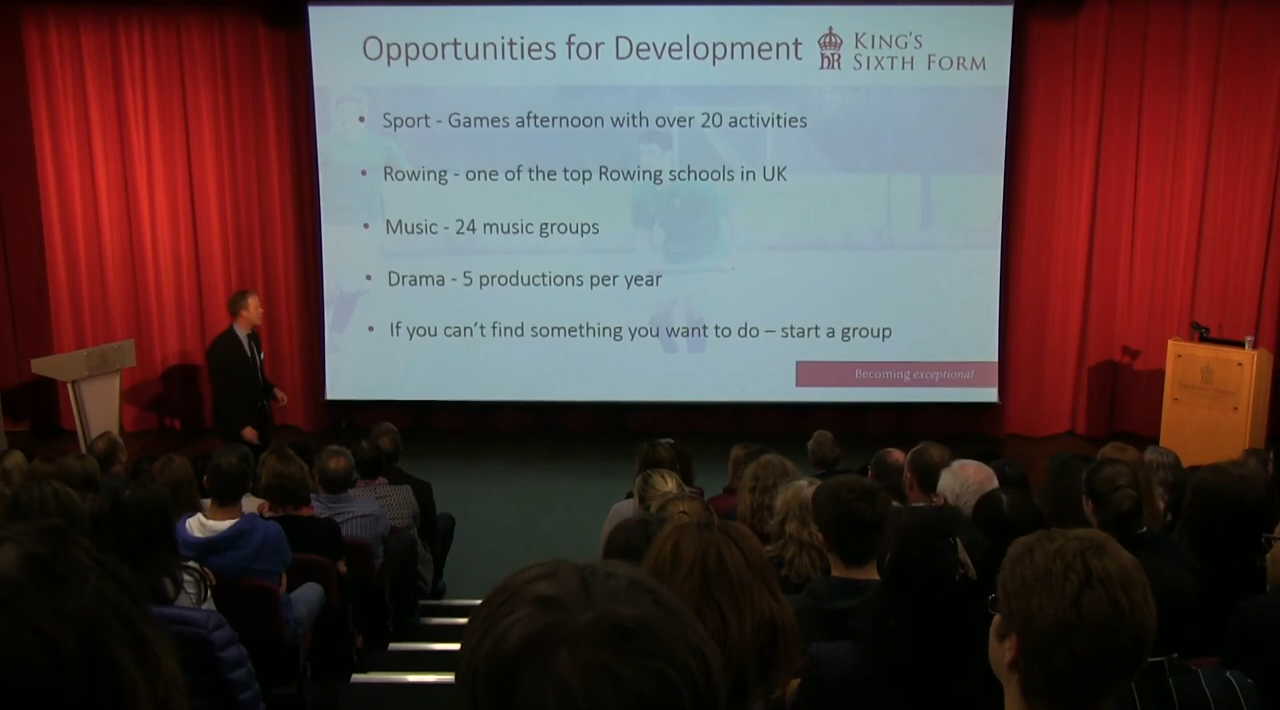 Opportunities for Development
KING'S
SIXTH FORM
hR
• Sport - Games afternoon with over 20 activities
• Rowing - one of the top Rowing schools in UK
• Music - 24 music groups
• Drama - 5 productions per year
• If you can't find something you want to do – start a group
Becoming exceptional